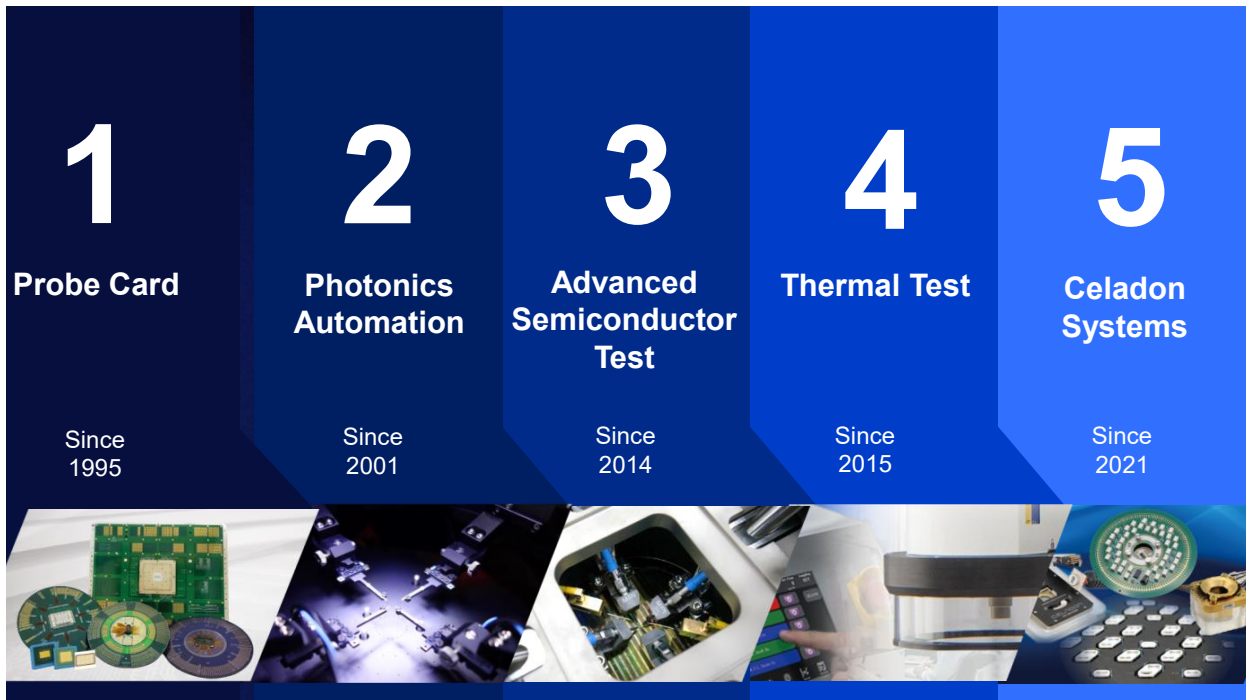 1
Probe Card
Since
1995
2
Photonics
Automation
Since
2001
3
Advanced
Semiconductor
Test
Since
2014
4
Thermal Test
Since
2015
5
Celadon
Systems
Since
2021